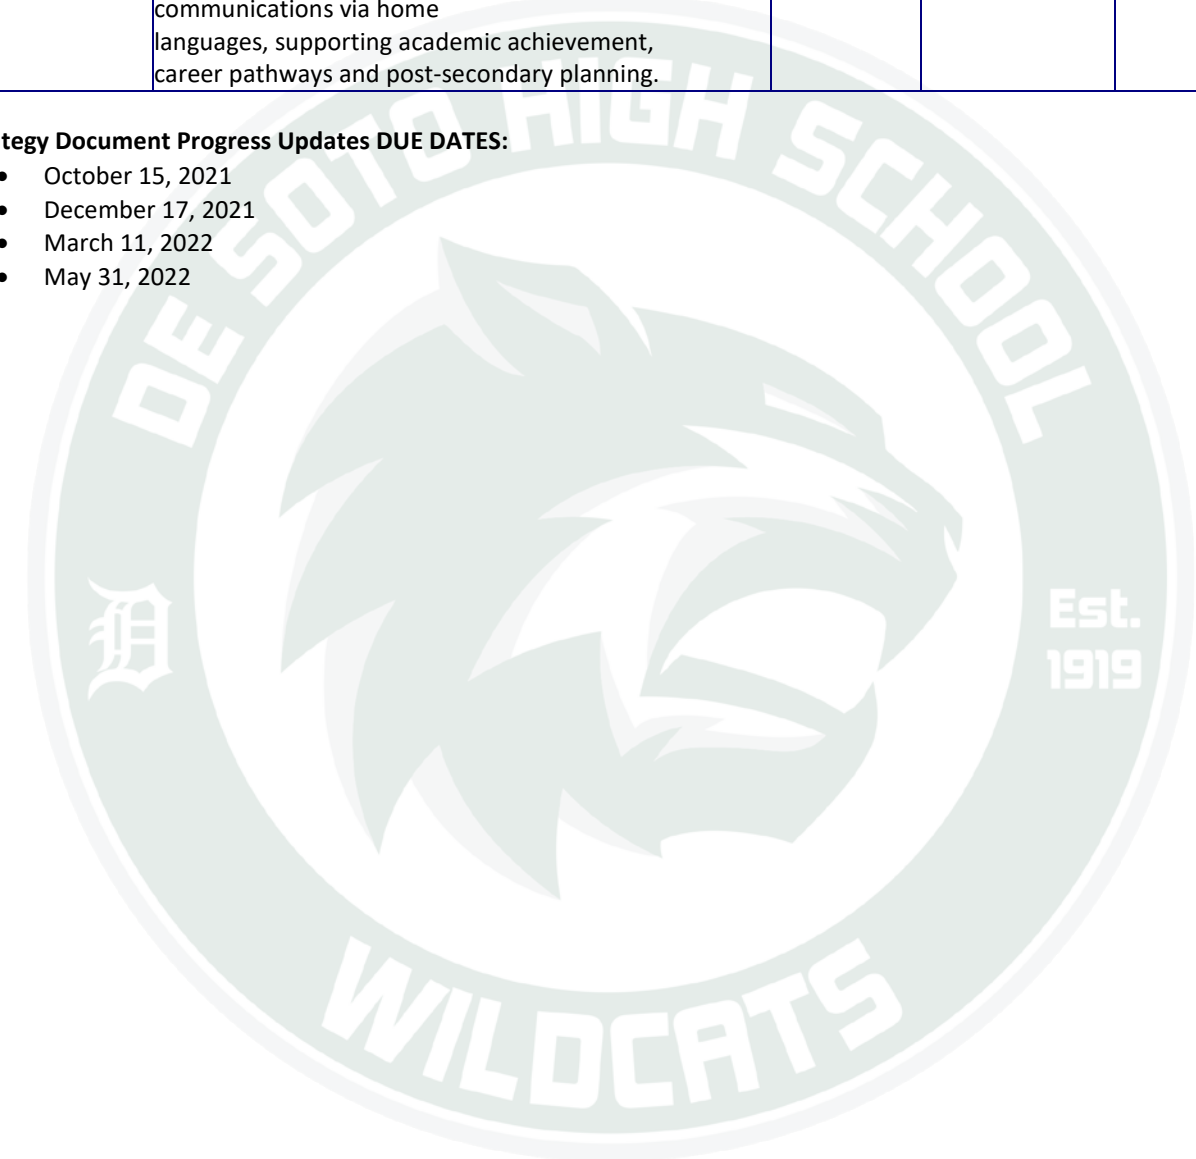 communications via home
languages, supporting academic achievement,
career pathways and post-secondary planning.
tegy Document Progress Updates DUE DATES:
• October 15, 2021
• December 17, 2021
• March 11, 2022
• May 31, 2022
DE SOTO HIGH SCHOOL
D
Est.
1919
WILDCATS